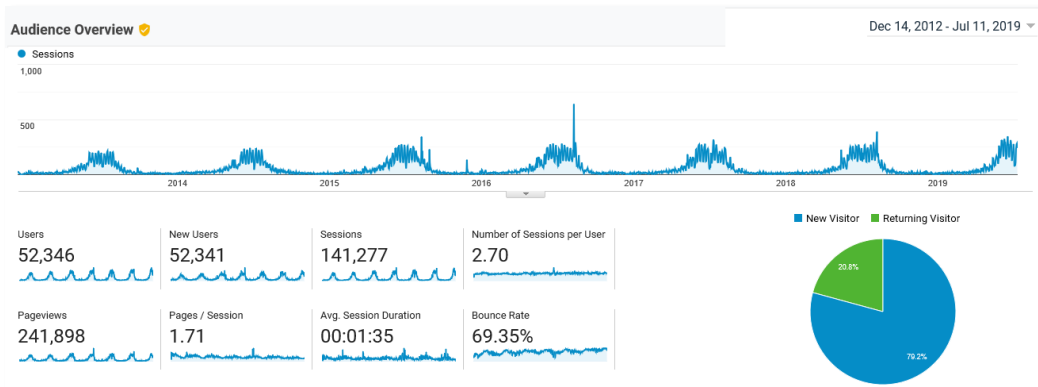 Audience Overview
Dec 14, 2012 - Jul 11, 2019
Sessions
1,000
500
2014 2015 2016 2017 2018 2019
New Visitor Returning Visitor
Users New Users Sessions Number of Sessions per User
52,346 52,341 141,277 2.70
20.8%
Pageviews Pages / Session Avg. Session Duration Bounce Rate
241,898 1.71 00:01:35 69.35%
79.2%